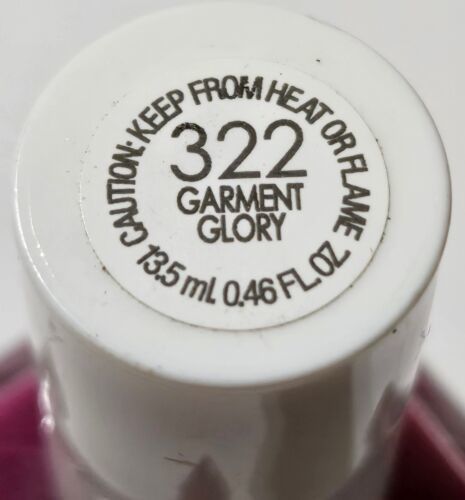 CAUTION: KEEP FROM HEAT OR FLAME
322
GARMENT
GLORY
13.5 ml. 0.46 FL. OZ